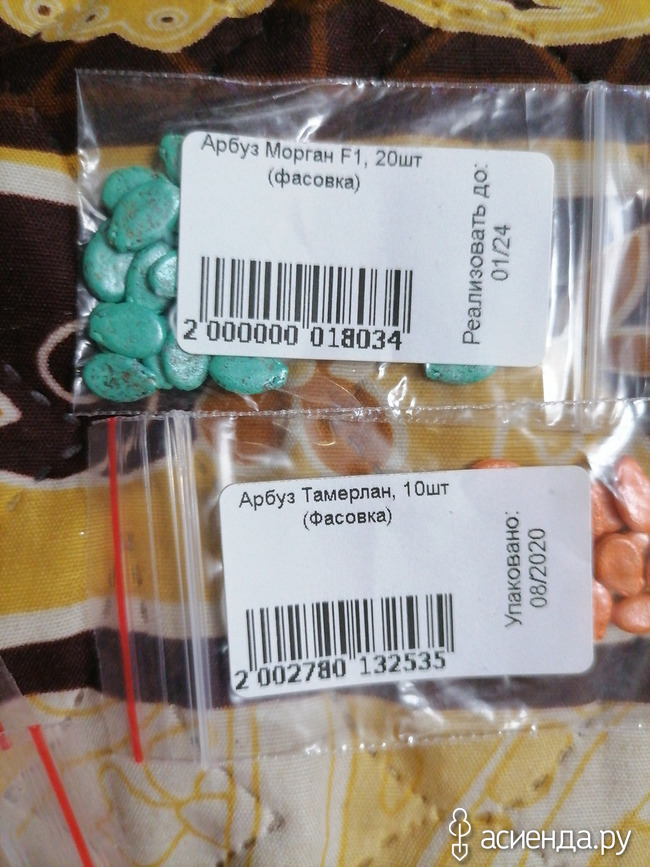 Арбуз Морган F1, 20шт
(фасовка)
Реализовать до:
01/24
2 000000 018034
Арбуз Тамерлан, 10шт
(Фасовка)
Упаковано:
08/2020
2 002780 132535
асиенда.ру